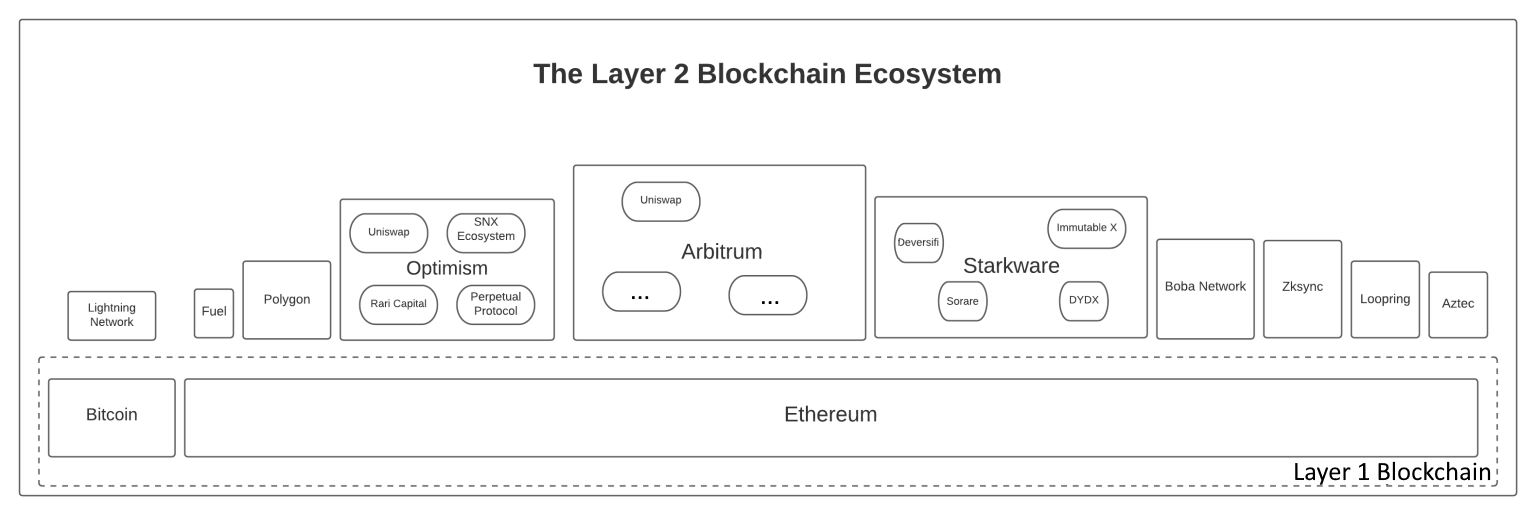 The Layer 2 Blockchain Ecosystem
Lightning
Network
Fuel
Polygon
Uniswap
SNX
Ecosystem
Optimism
Rari Capital
Perpetual
Protocol
Uniswap
Arbitrum
...
...
Deversifi
Immutable X
Starkware
Sorare
DYDX
Boba Network
Zksync
Loopring
Aztec
Bitcoin
Ethereum
Layer 1 Blockchain